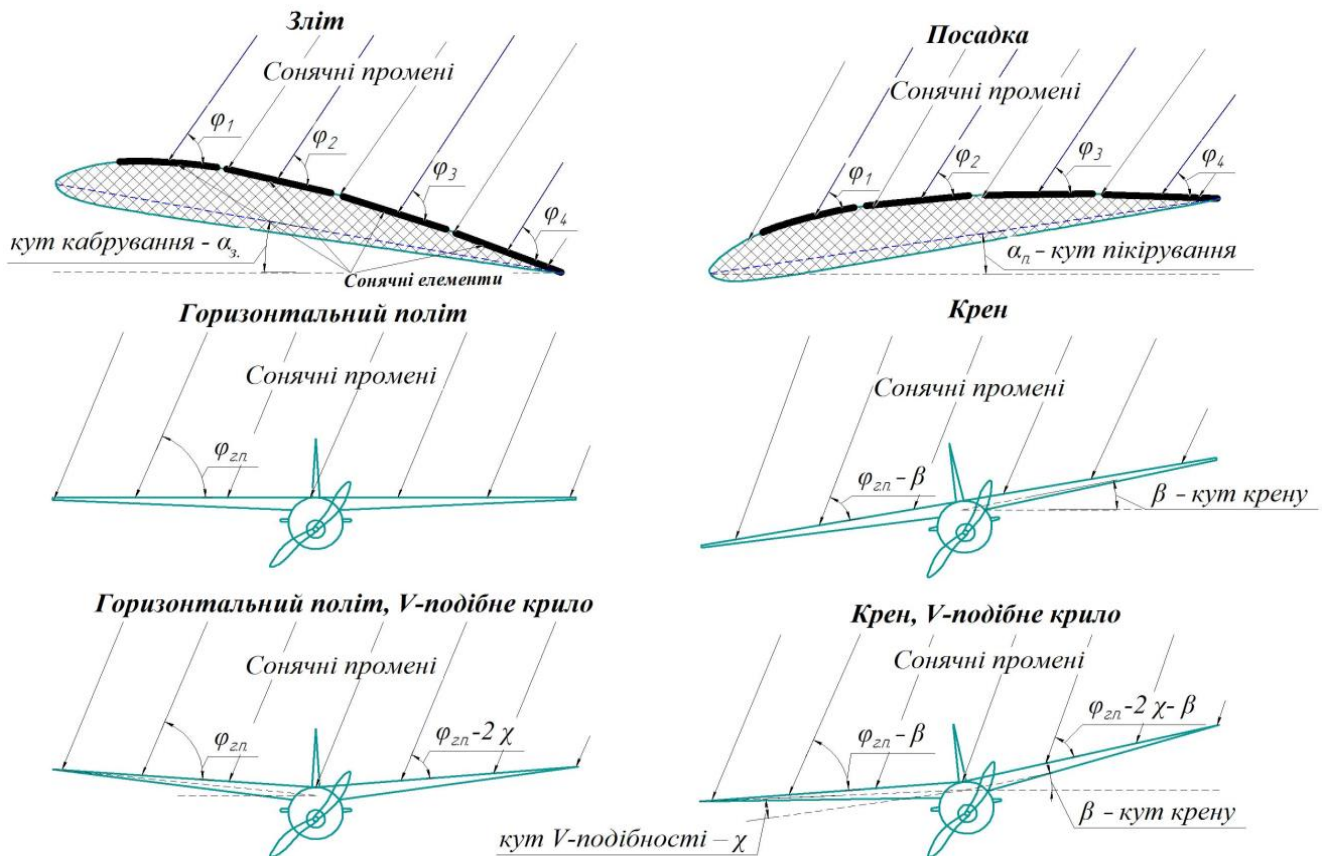 Зліт
Сонячні промені
φ1
φ2
φ3
φ4
кут кабрування - αз.
Сонячні елементи
Посадка
Сонячні промені
φ1
φ2
φ3
φ4
αп - кут пікірування
Горизонтальний політ
Сонячні промені
φгп
Крен
Сонячні промені
φгп - β
β - кут крену
Горизонтальний політ, V-подібне крило
Сонячні промені
φгп
φгп-2 χ
Крен, V-подібне крило
Сонячні промені
φгп - β
φгп-2 χ- β
β - кут крену
кут V-подібності – χ